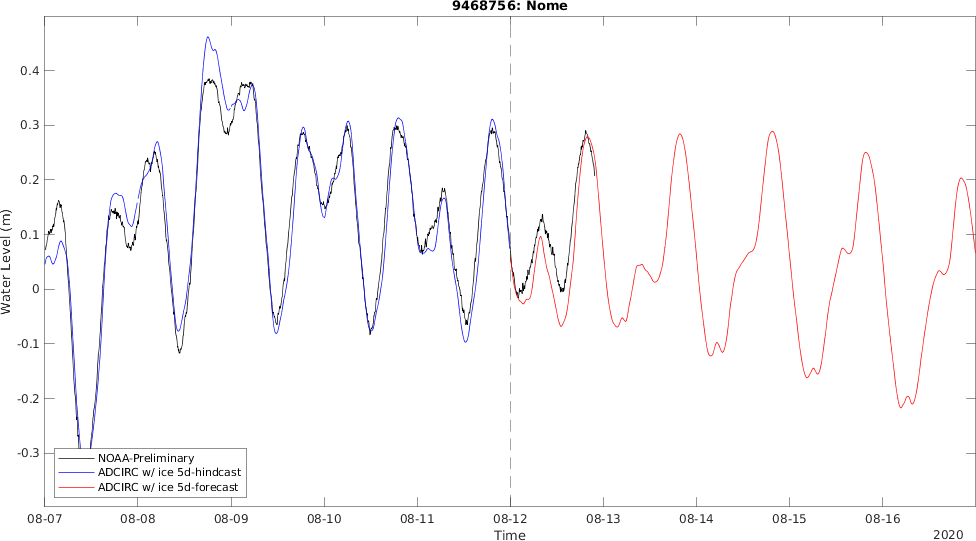 9468756: Nome
Water Level (m)
0.4
0.3
0.2
0.1
0
-0.1
-0.2
-0.3
NOAA-Preliminary
ADCIRC w/ ice 5d-hindcast
ADCIRC w/ ice 5d-forecast
08-07 08-08 08-09 08-10 08-11 08-12 08-13 08-14 08-15 08-16
Time
2020